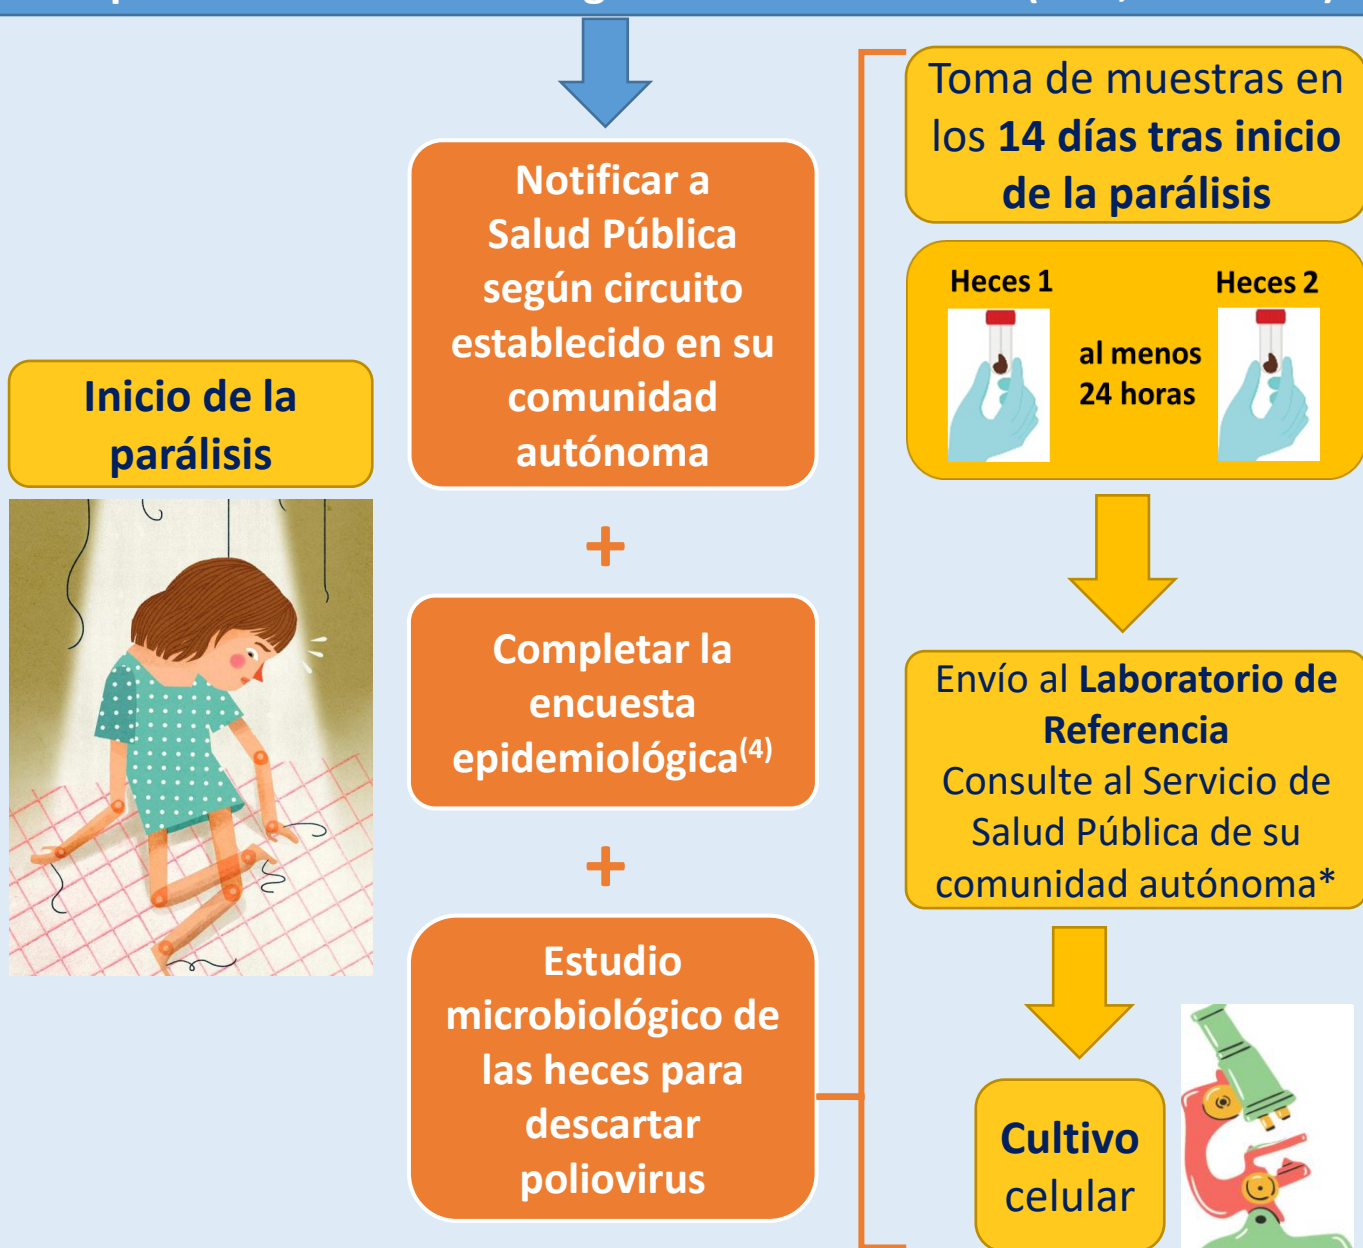 Inicio de la
parálisis
Notificar a
Salud Pública
según circuito
establecido en su
comunidad
autónoma
+
Completar la
encuesta
epidemiológica(4)
+
Estudio
microbiológico de
las heces para
descartar
poliovirus
Toma de muestras en
los 14 días tras inicio
de la parálisis
Heces 1
Heces 2
al menos
24 horas
Envío al Laboratorio de
Referencia
Consulte al Servicio de
Salud Pública de su
comunidad autónoma*
Cultivo
celular